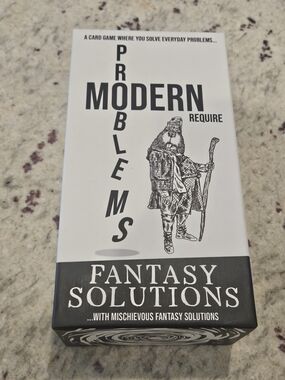 A CARD GAME WHERE YOU SOLVE EVERYDAY PROBLEMS...
MODERN
PROBLEMS
REQUIRE
FANTASY
SOLUTIONS
...WITH MISCHIEVOUS FANTASY SOLUTIONS